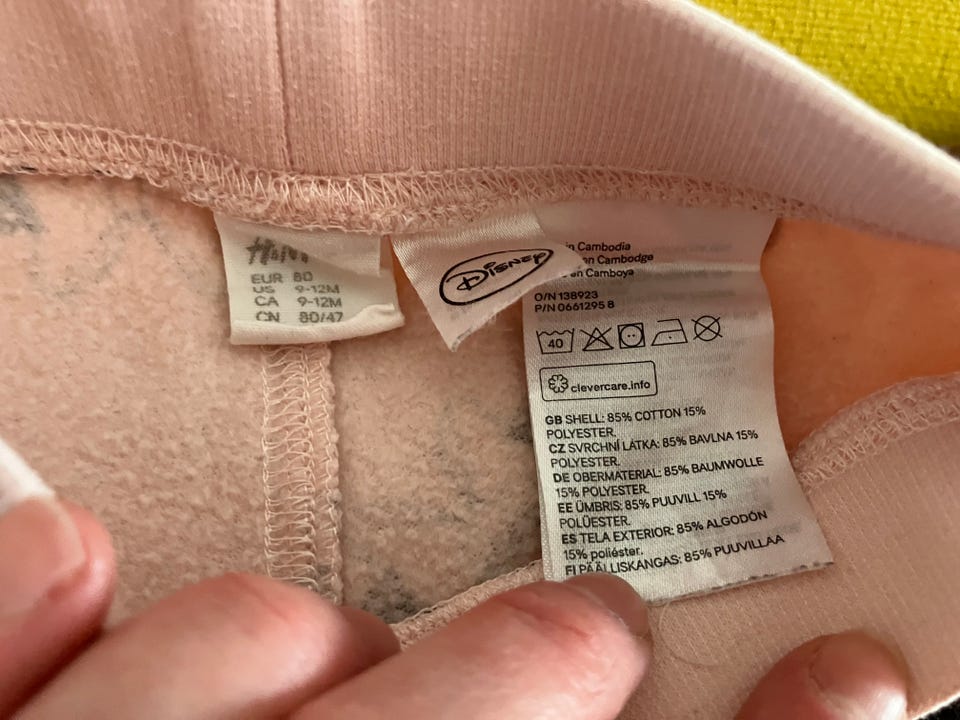 H&M
EUR 80
US 9-12M
CA 9-12M
CN 80/47
Disney
in Cambodia
en Cambodge
en Camboya
O/N 138923
P/N 0661295 8
40
clevercare.info
GB SHELL: 85% COTTON 15%
POLYESTER.
CZ SVRCHNÍ LÁTKA: 85% BAVLNA 15%
POLYESTER.
DE OBERMATERIAL: 85% BAUMWOLLE
15% POLYESTER.
EE ÜMBRIS: 85% PUUVILL 15%
POLÜESTER.
ES TELA EXTERIOR: 85% ALGODÓN
15% poliéster.
FI PÄÄLLISKANGAS: 85% PUUVILLAA